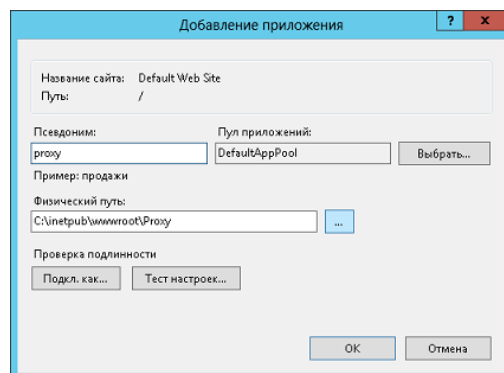 Добавление приложения
? x
Название сайта: Default Web Site
Путь: /
Псевдоним: Пул приложений:
proxy DefaultAppPool Выбрать...
Пример: продажи
Физический путь:
C:\inetpub\wwwroot\Proxy ...
Проверка подлинности
Подкл. как... Тест настроек...
OK Отмена